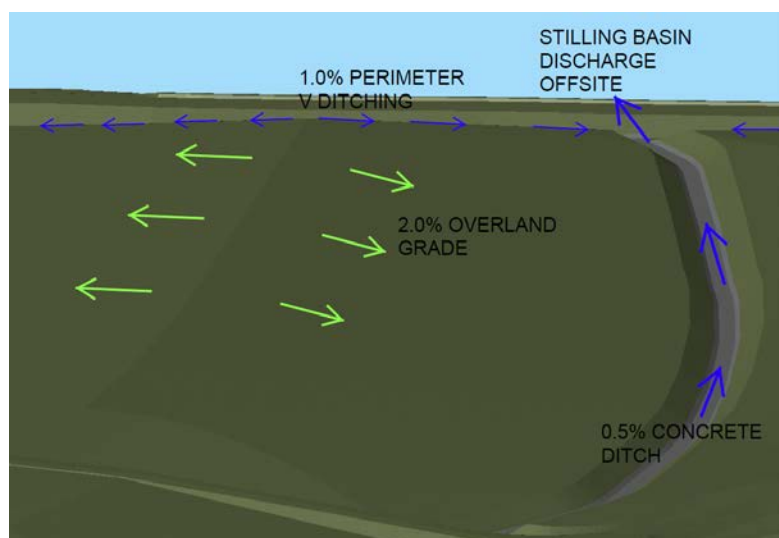 STILLING BASIN
DISCHARGE
OFFSITE
1.0% PERIMETER
V DITCHING
2.0% OVERLAND
GRADE
0.5% CONCRETE
DITCH